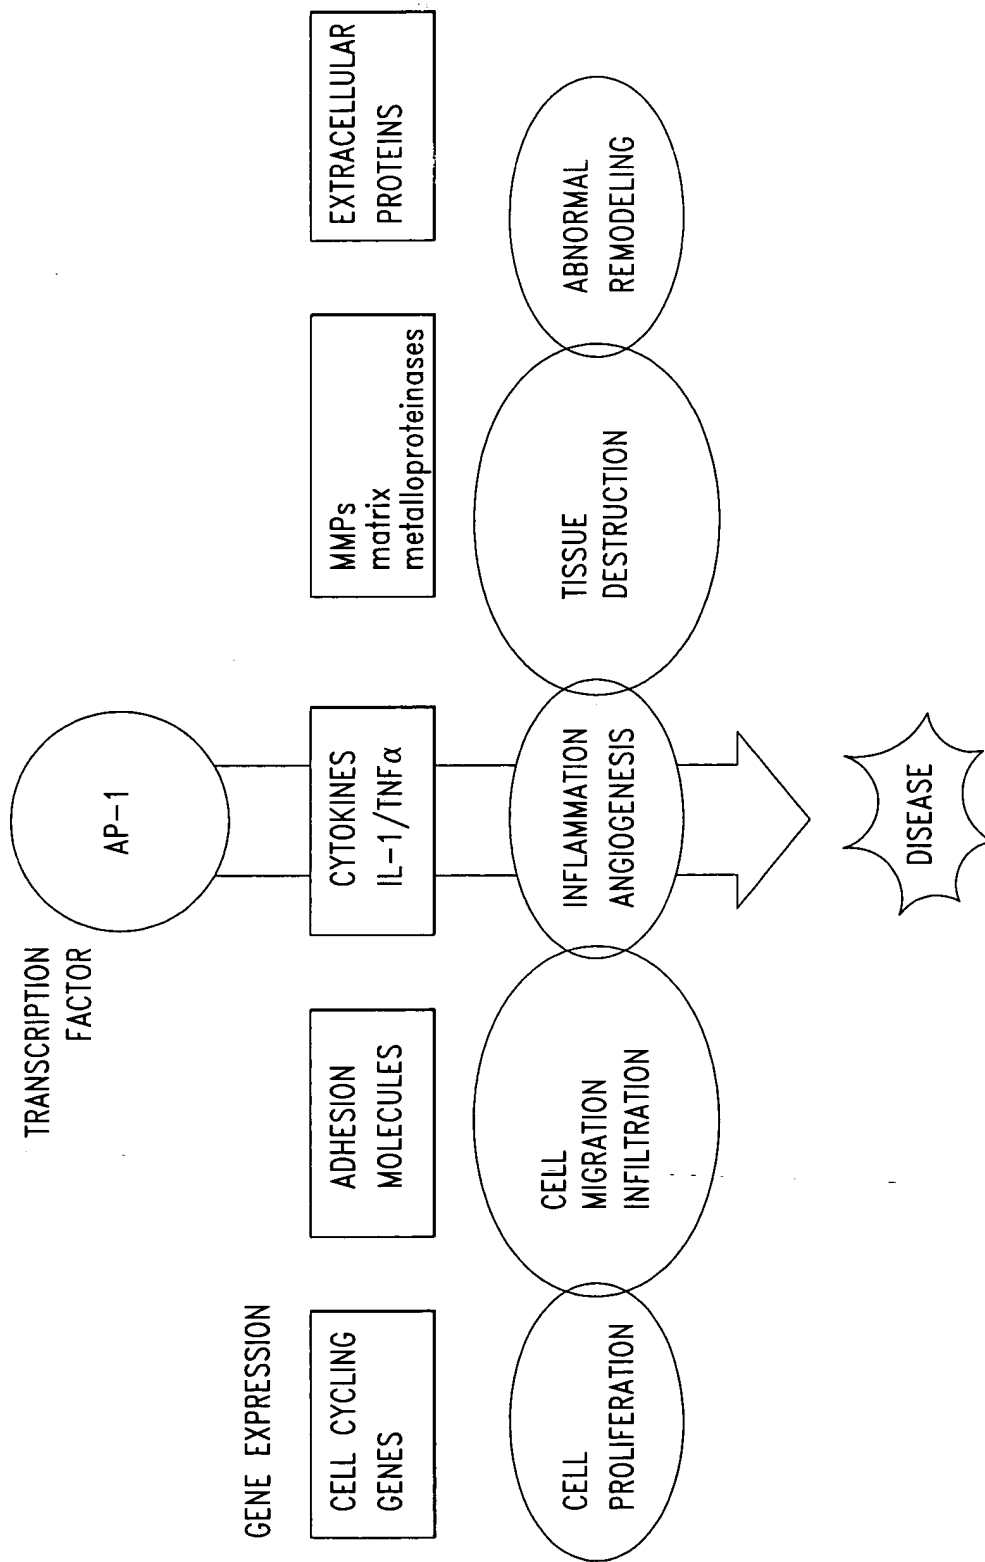 TRANSCRIPTION
FACTOR
AP-1
GENE EXPRESSION
CELL CYCLING
GENES
ADHESION
MOLECULES
CYTOKINES
IL-1/TNFα
MMPs
matrix
metalloproteinases
EXTRACELLULAR
PROTEINS
CELL
PROLIFERATION
CELL
MIGRATION
INFILTRATION
INFLAMMATION
ANGIOGENESIS
TISSUE
DESTRUCTION
ABNORMAL
REMODELING
DISEASE